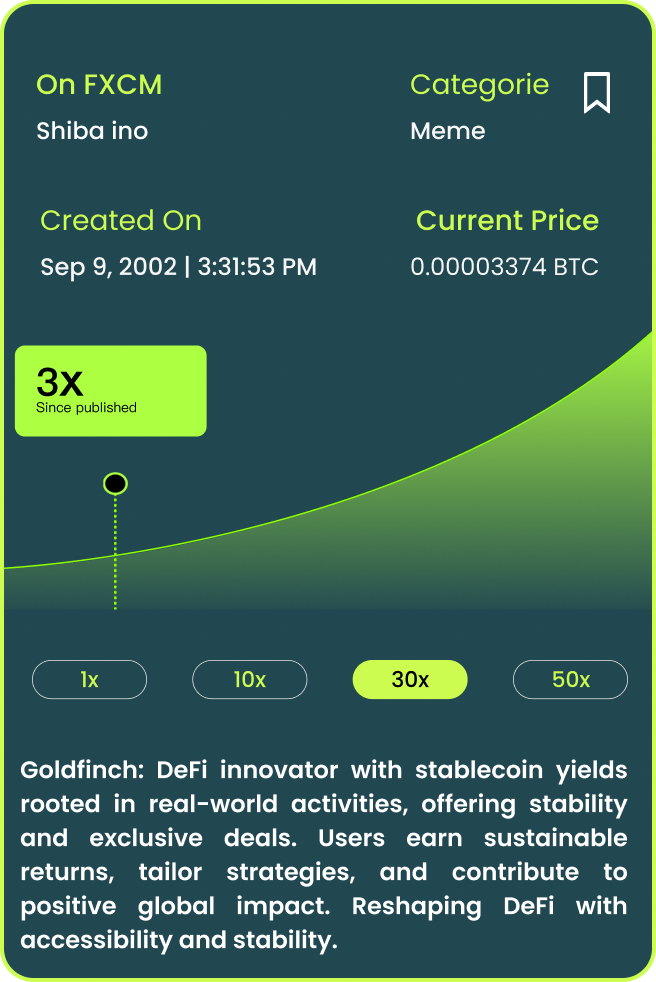 On FXCM
Categorie
Shiba ino
Meme
Created On
Current Price
Sep 9, 2002 | 3:31:53 PM
0.00003374 BTC
3X
Since published
1x
10x
30x
50x
Goldfinch: DeFi innovator with stablecoin yields
rooted in real-world activities, offering stability
and exclusive deals. Users earn sustainable
returns, tailor strategies, and contribute to
positive global impact. Reshaping DeFi with
accessibility and stability.